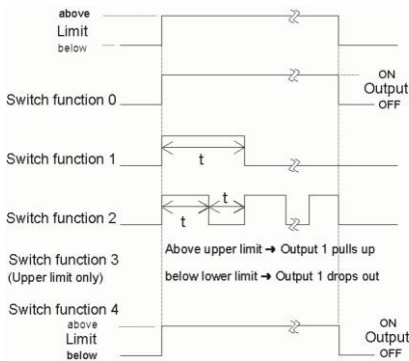 above
Limit
below
ON
Output
OFF
Switch function 0
Switch function 1
t
Switch function 2
t
t
Switch function 3
(Upper limit only)
Above upper limit → Output 1 pulls up
below lower limit → Output 1 drops out
Switch function 4
above
Limit
below
ON
Output
OFF